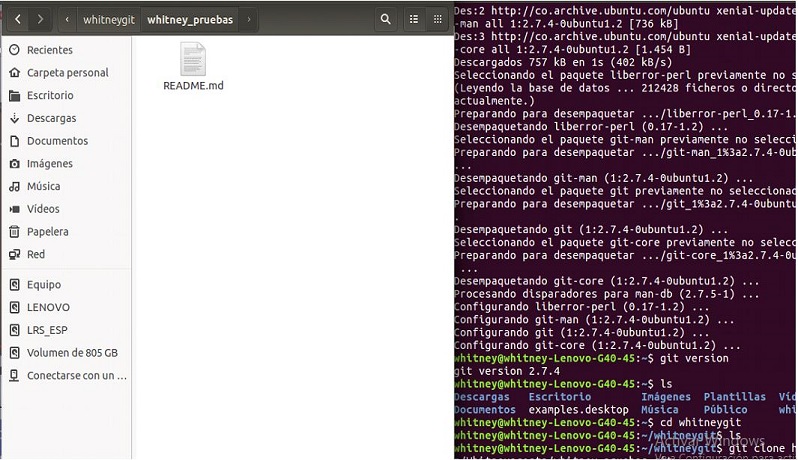 whitneygit
whitney_pruebas
Recientes
Carpeta personal
Escritorio
Descargas
Documentos
Imágenes
Música
Vídeos
Papelera
Red
Equipo
LENOVO
LRS_ESP
Volumen de 805 GB
Conectarse con un ...
README.md
Des:2 http://co.archive.ubuntu.com/ubuntu xenial-update
-man all 1:2.7.4-0ubuntu1.2 [736 kB]
Des:3 http://co.archive.ubuntu.com/ubuntu xenial-update
-core all 1:2.7.4-0ubuntu1.2 [1.454 B]
Descargados 757 kB en 1s (402 kB/s)
Seleccionando el paquete liberror-perl previamente no s
(Leyendo la base de datos ... 212428 ficheros o direct
actualmente.)
Preparando para desempaquetar .../liberror-perl_0.17-1.
Desempaquetando liberror-perl (0.17-1.2) ...
Seleccionando el paquete git-man previamente no selecci
Preparando para desempaquetar .../git-man_1%3a2.7.4-0ub
...
Desempaquetando git-man (1:2.7.4-0ubuntu1.2) ...
Seleccionando el paquete git previamente no seleccionad
Preparando para desempaquetar .../git_1%3a2.7.4-0ubuntu
.
Desempaquetando git (1:2.7.4-0ubuntu1.2) ...
Seleccionando el paquete git-core previamente no selecc
Preparando para desempaquetar .../git-core_1%3a2.7.4-0u
...
Desempaquetando git-core (1:2.7.4-0ubuntu1.2) ...
Procesando disparadores para man-db (2.7.5-1) ...
Configurando liberror-perl (0.17-1.2) ...
Configurando git-man (1:2.7.4-0ubuntu1.2) ...
Configurando git (1:2.7.4-0ubuntu1.2) ...
Configurando git-core (1:2.7.4-0ubuntu1.2) ...
whitney@whitney-Lenovo-G40-45:~$ git version
git version 2.7.4
whitney@whitney-Lenovo-G40-45:~$ ls
Descargas Escritorio Imágenes Plantillas Víd
Documentos examples.desktop Música Público whi
whitney@whitney-Lenovo-G40-45:~$ cd whitneygit
whitney@whitney-Lenovo-G40-45:~/whitneygit$ ls
whitney@whitney-Lenovo-G40-45:~/whitneygit$ git clone h
Activar Windows